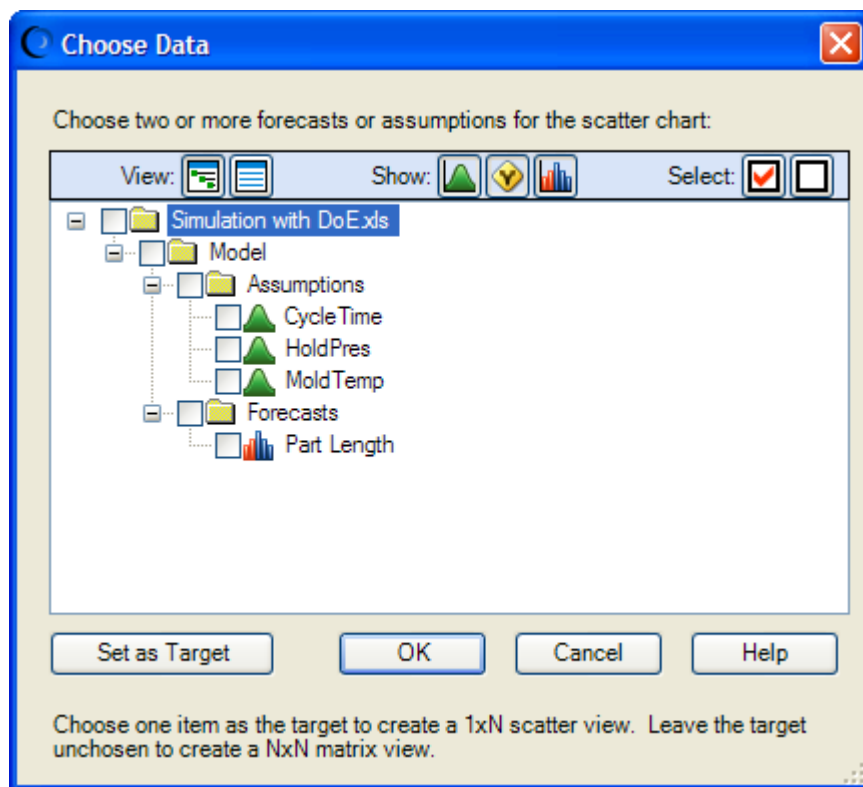 Choose Data
Choose two or more forecasts or assumptions for the scatter chart:
View: Show: Select:
Simulation with DoE.xls
Model
Assumptions
CycleTime
HoldPres
MoldTemp
Forecasts
Part Length
Set as Target OK Cancel Help
Choose one item as the target to create a 1xN scatter view. Leave the target
unchosen to create a NxN matrix view.